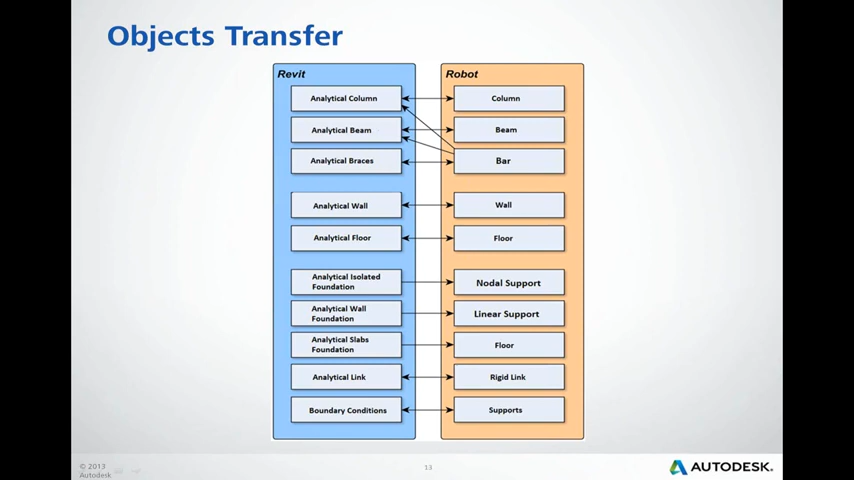 Objects Transfer
Revit
Robot
Analytical Column
Column
Analytical Beam
Beam
Analytical Braces
Bar
Analytical Wall
Wall
Analytical Floor
Floor
Analytical Isolated
Foundation
Nodal Support
Analytical Wall
Foundation
Linear Support
Analytical Slabs
Foundation
Floor
Analytical Link
Rigid Link
Boundary Conditions
Supports
© 2013
Autodesk
13
AUTODESK.